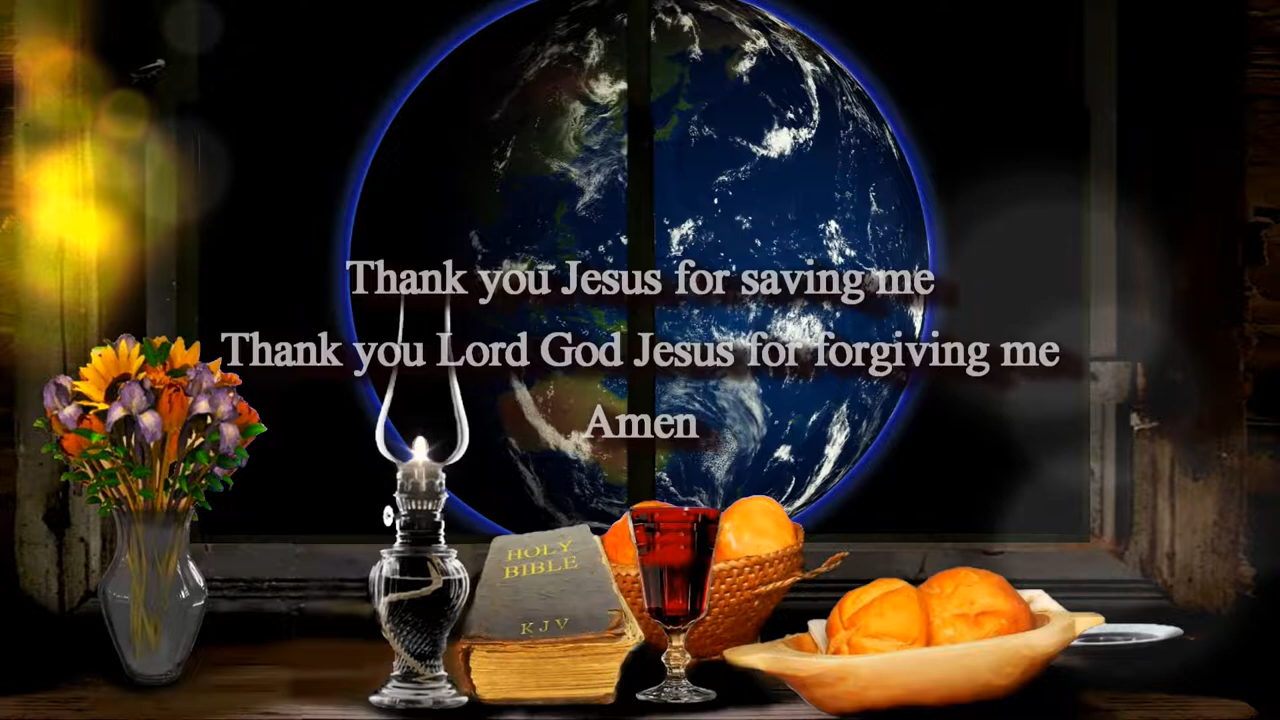 Thank you Jesus for saving me
Thank you Lord God Jesus for forgiving me
Amen
HOLY
BIBLE
KJV